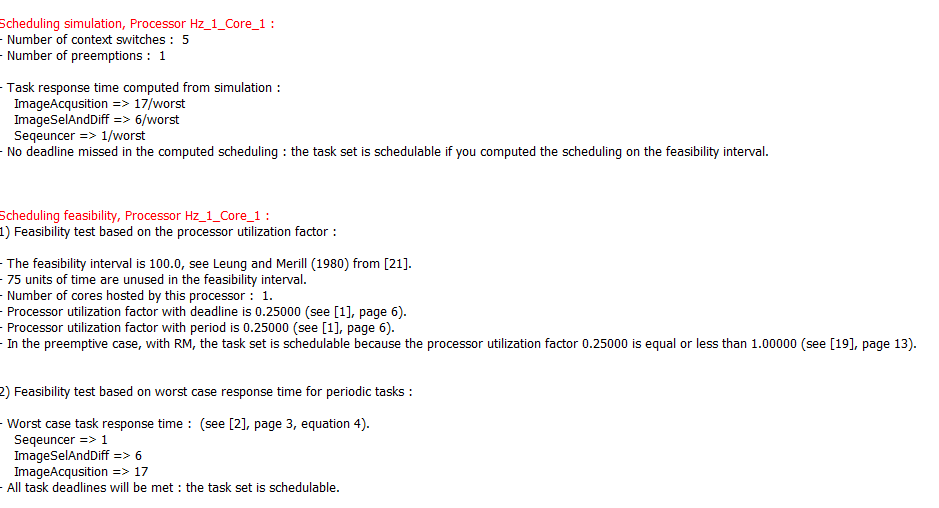 Scheduling simulation, Processor Hz_1_Core_1 :
- Number of context switches : 5
- Number of preemptions : 1
- Task response time computed from simulation :
ImageAcqusition => 17/worst
ImageSelAndDiff => 6/worst
Seqeuncer => 1/worst
- No deadline missed in the computed scheduling : the task set is schedulable if you computed the scheduling on the feasibility interval.
Scheduling feasibility, Processor Hz_1_Core_1 :
1) Feasibility test based on the processor utilization factor :
- The feasibility interval is 100.0, see Leung and Merill (1980) from [21].
- 75 units of time are unused in the feasibility interval.
- Number of cores hosted by this processor : 1.
- Processor utilization factor with deadline is 0.25000 (see [1], page 6).
- Processor utilization factor with period is 0.25000 (see [1], page 6).
- In the preemptive case, with RM, the task set is schedulable because the processor utilization factor 0.25000 is equal or less than 1.00000 (see [19], page 13).
2) Feasibility test based on worst case response time for periodic tasks :
- Worst case task response time : (see [2], page 3, equation 4).
Seqeuncer => 1
ImageSelAndDiff => 6
ImageAcqusition => 17
- All task deadlines will be met : the task set is schedulable.